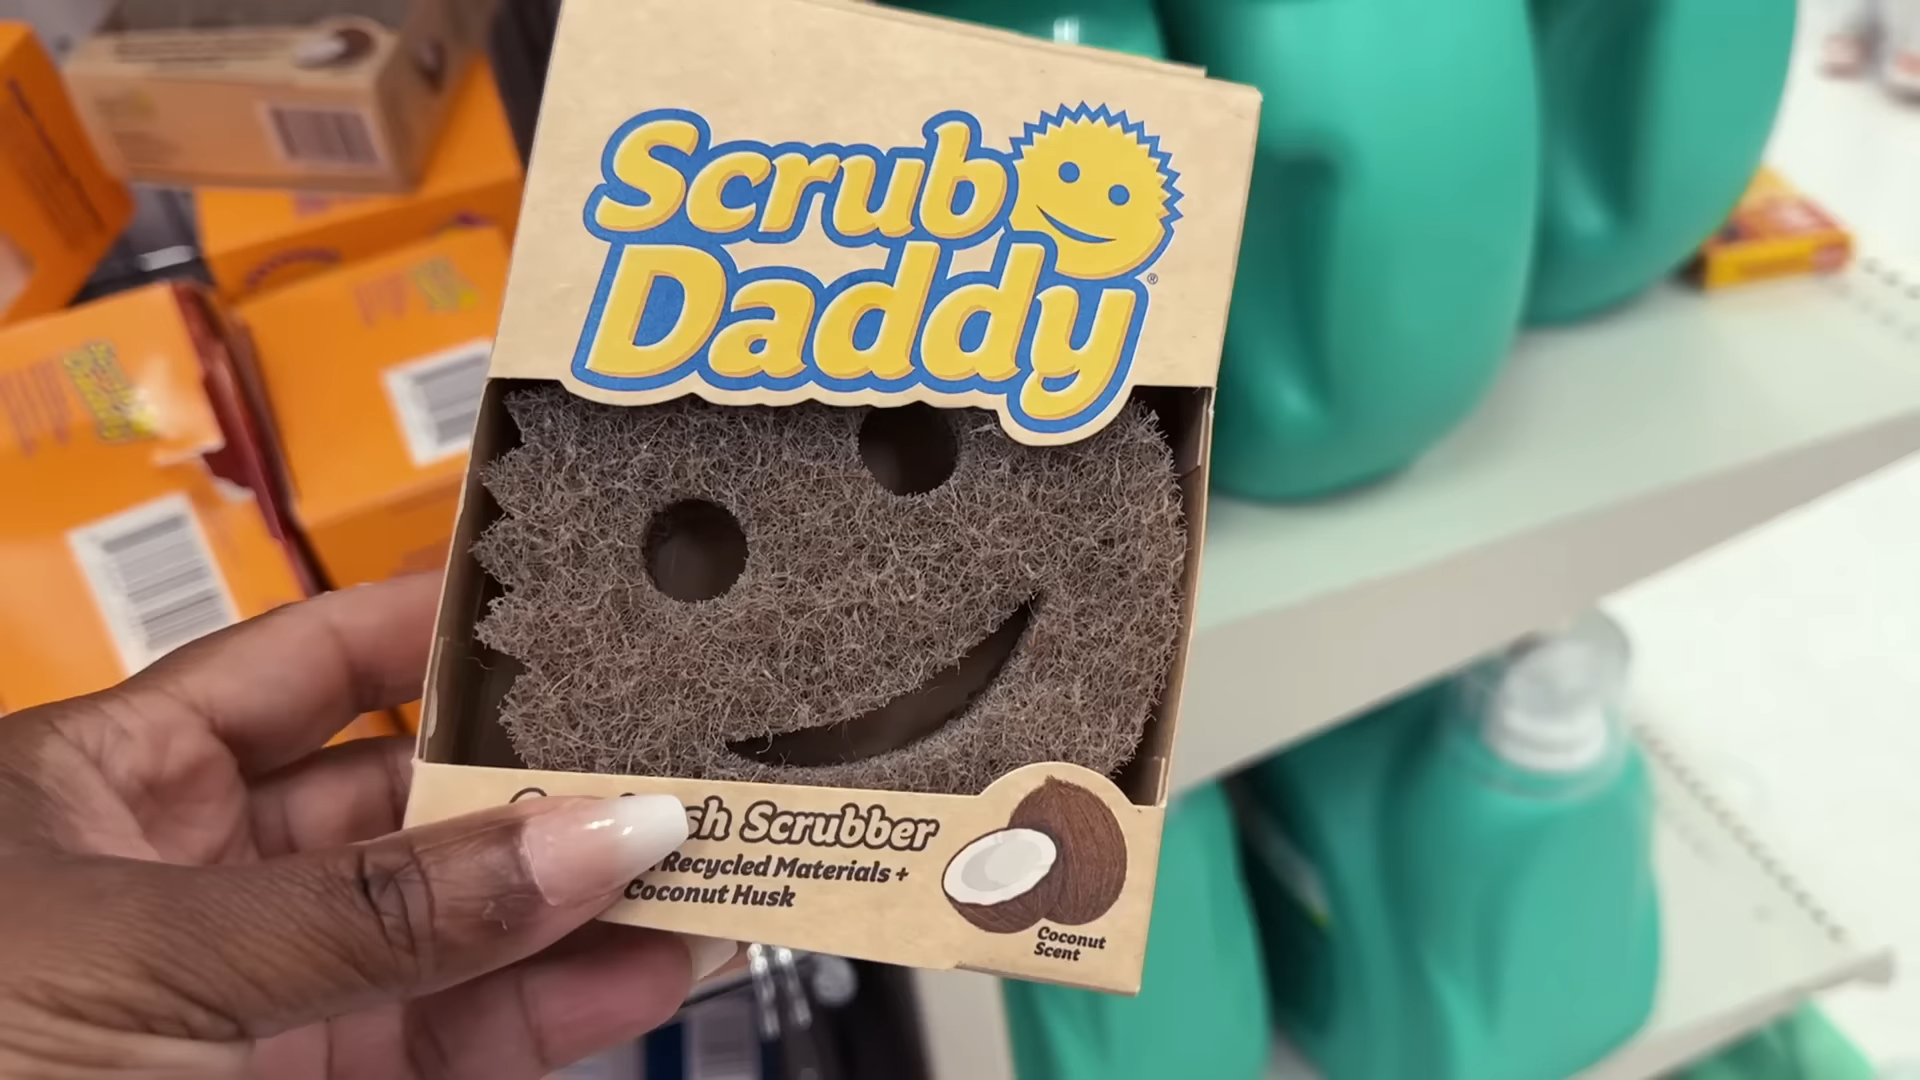 Scrub
Daddy®
sh Scrubber
Recycled Materials +
Coconut Husk
Coconut
Scent